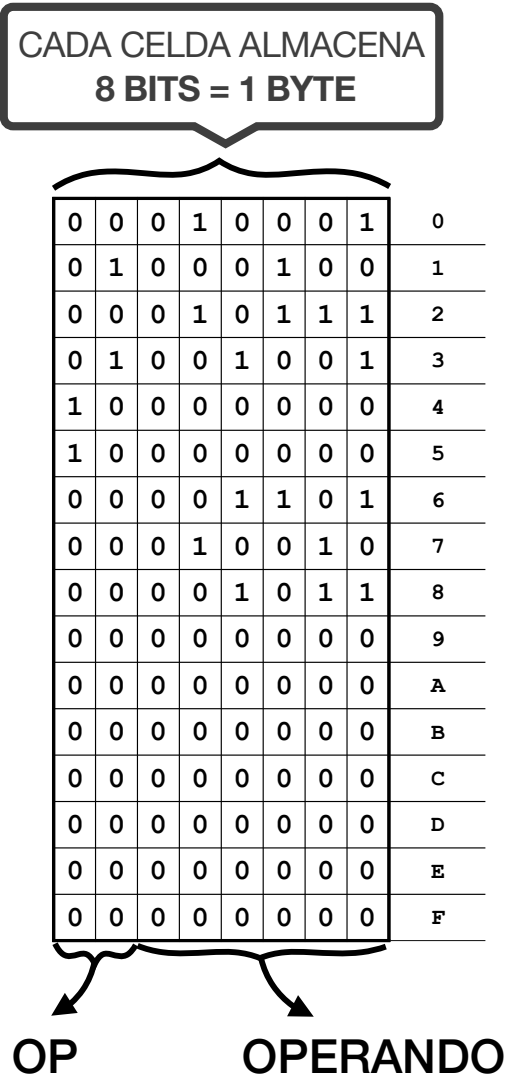 CADA CELDA ALMACENA
8 BITS = 1 BYTE
0 0 0 1 0 0 0 1 0
0 1 0 0 0 1 0 0 1
0 0 0 1 0 1 1 1 2
0 1 0 0 1 0 0 1 3
1 0 0 0 0 0 0 0 4
1 0 0 0 0 0 0 0 5
0 0 0 0 1 1 0 1 6
0 0 0 1 0 0 1 0 7
0 0 0 0 1 0 1 1 8
0 0 0 0 0 0 0 0 9
0 0 0 0 0 0 0 0 A
0 0 0 0 0 0 0 0 B
0 0 0 0 0 0 0 0 C
0 0 0 0 0 0 0 0 D
0 0 0 0 0 0 0 0 E
0 0 0 0 0 0 0 0 F
OP OPERANDO